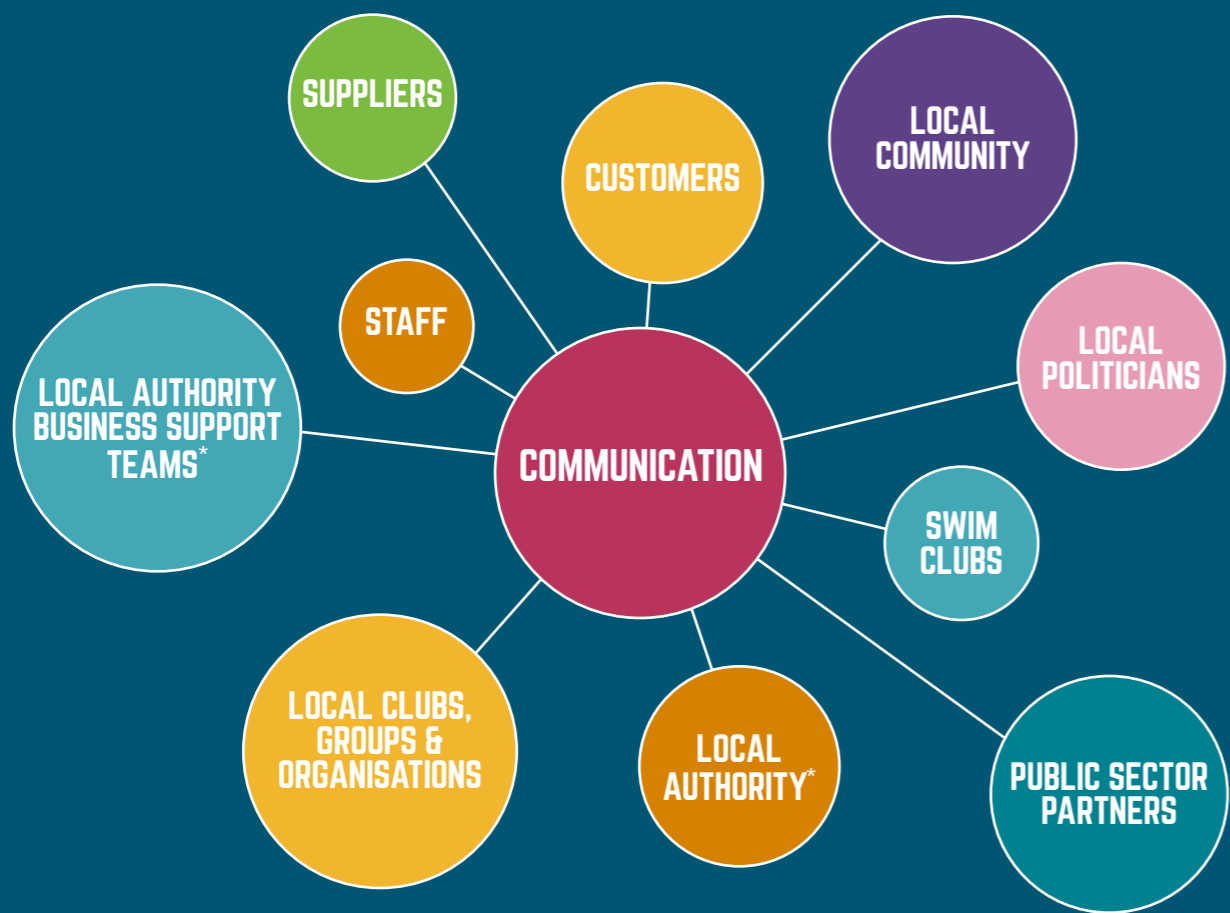 SUPPLIERS
CUSTOMERS
LOCAL
COMMUNITY
STAFF
LOCAL
POLITICIANS
LOCAL AUTHORITY
BUSINESS SUPPORT
TEAMS*
COMMUNICATION
SWIM
CLUBS
LOCAL CLUBS,
GROUPS &
ORGANISATIONS
LOCAL
AUTHORITY*
PUBLIC SECTOR
PARTNERS